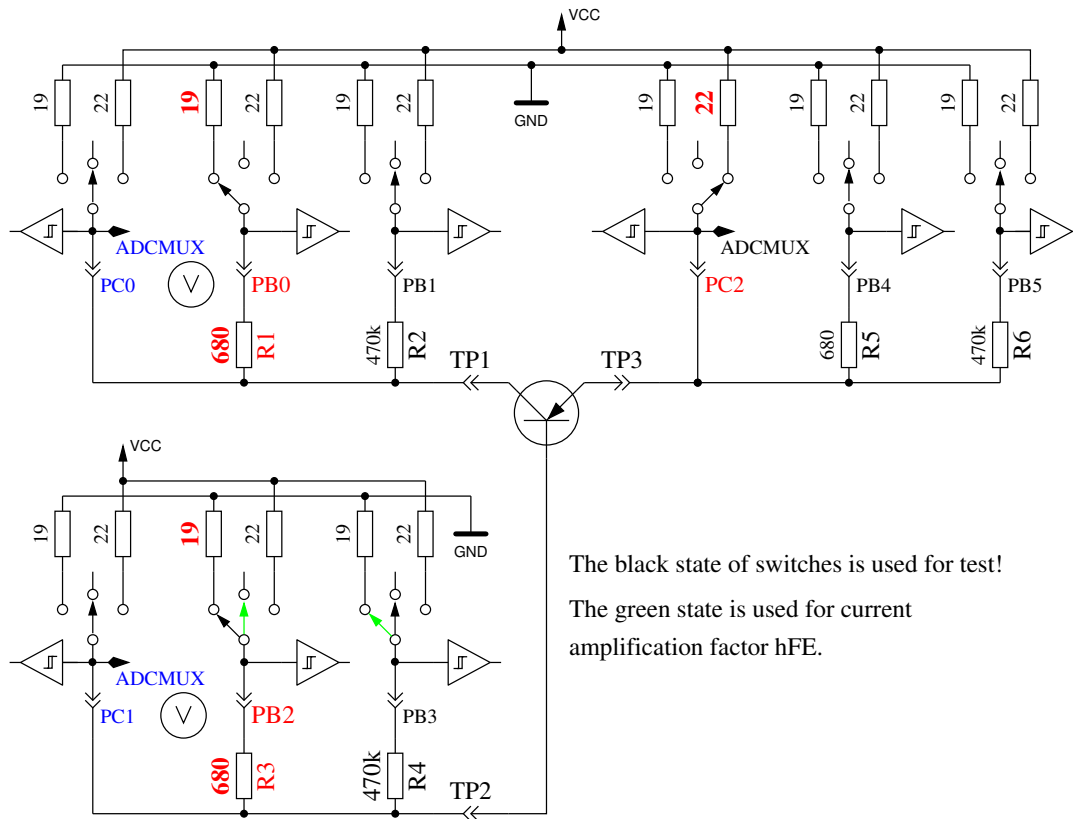 VCC
19
22
19
22
19
22
GND
19
22
19
22
19
22
ADCMUX
ADCMUX
PC0
V
PB0
PB1
PC2
PB4
PB5
680
R1
470k
R2
680
R5
470k
R6
TP1
TP3
VCC
19
22
19
22
19
22
GND
The black state of switches is used for test!
The green state is used for current
amplification factor hFE.
ADCMUX
PC1
V
PB2
PB3
680
R3
470k
R4
TP2